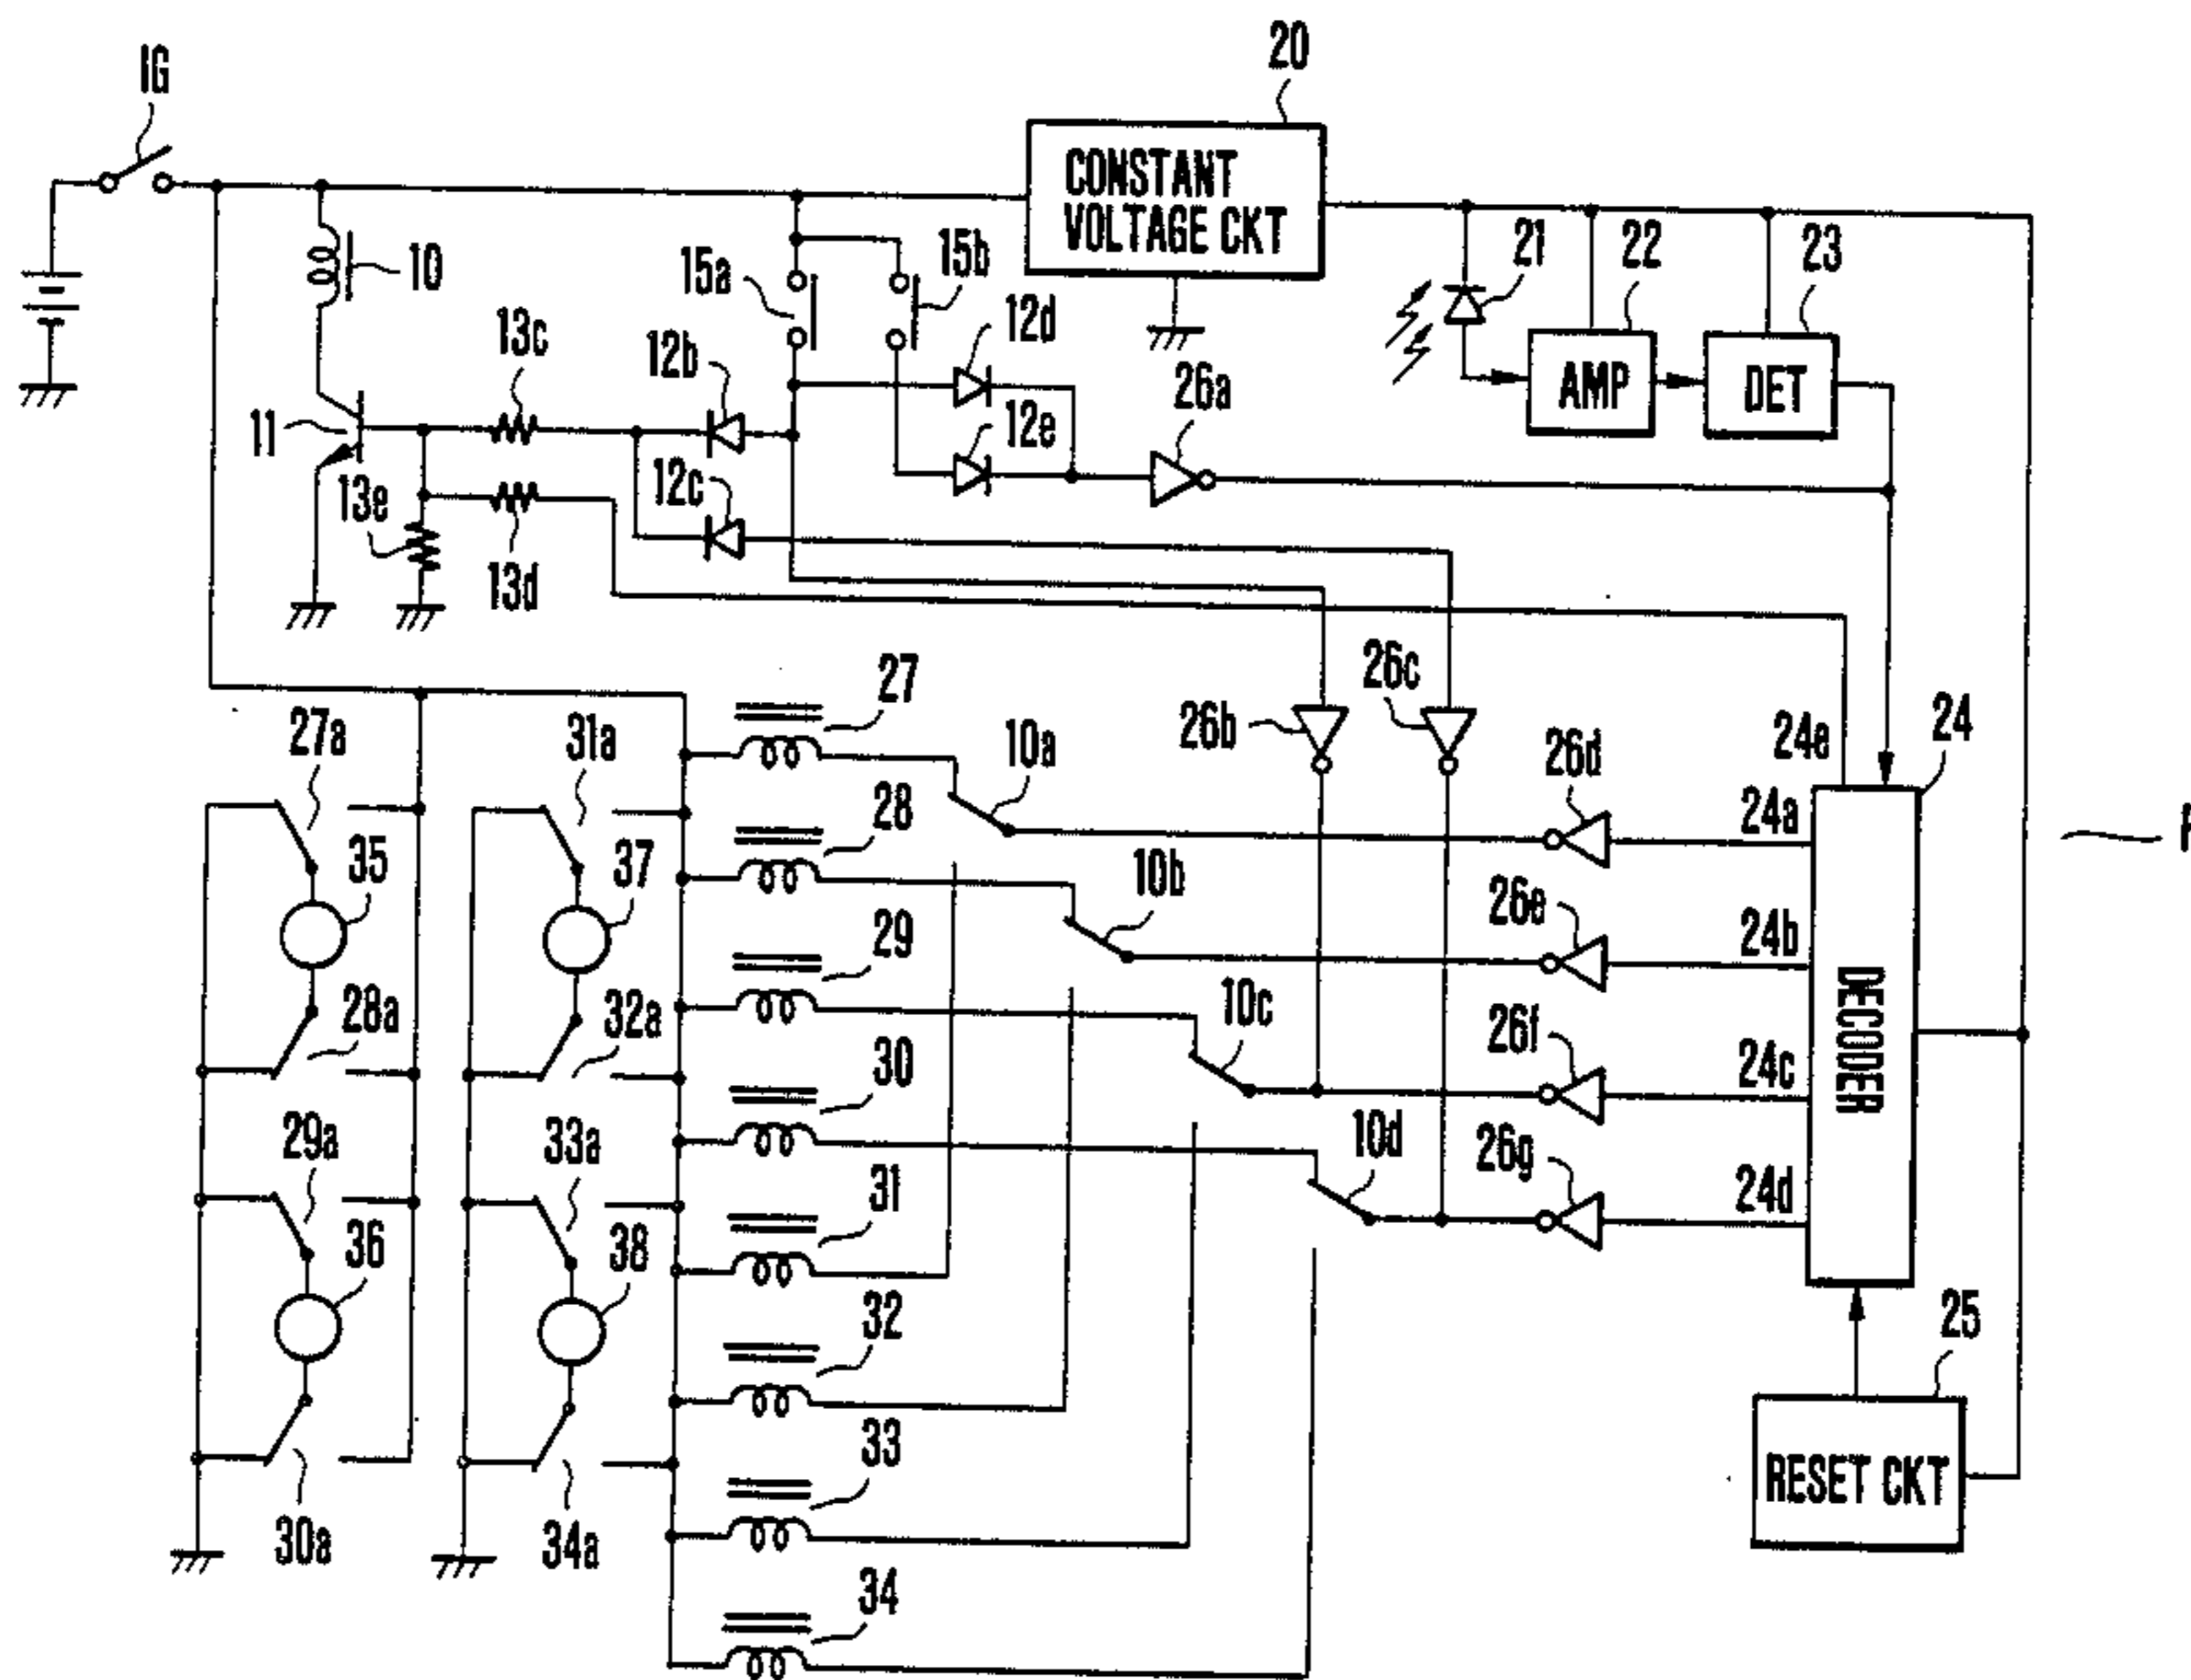 IG
20
CONSTANT
VOLTAGE CKT
10
15a
15b
21
22
23
13c
12b
12d
AMP
DET
11
26a
12e
12c
13e
13d
27
26c
26b
24e
24
27a
31a
10a
26d
24a
28
35
37
10b
26e
24b
29
DECODER
28a
32a
10c
26f
24c
30
29a
33a
10d
26g
24d
31
36
38
25
32
RESET CKT
33
30a
34a
34